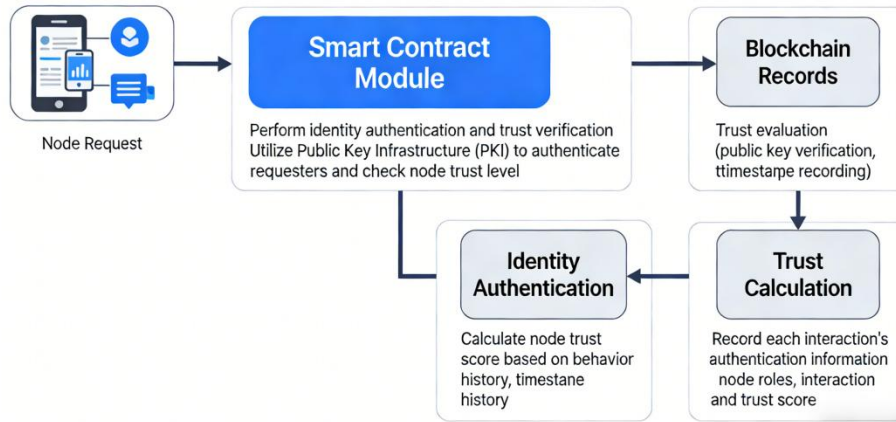 Smart Contract
Module
Perform identity authentication and trust verification
Utilize Public Key Infrastructure (PKI) to authenticate
requesters and check node trust level
Node Request
Blockchain
Records
Trust evaluation
(public key verification,
ttimestarpe recording)
Identity
Authentication
Calculate node trust
score based on behavior
history, timestane
history
Trust
Calculation
Record each interaction's
authentication information
node roles, interaction
and trust score